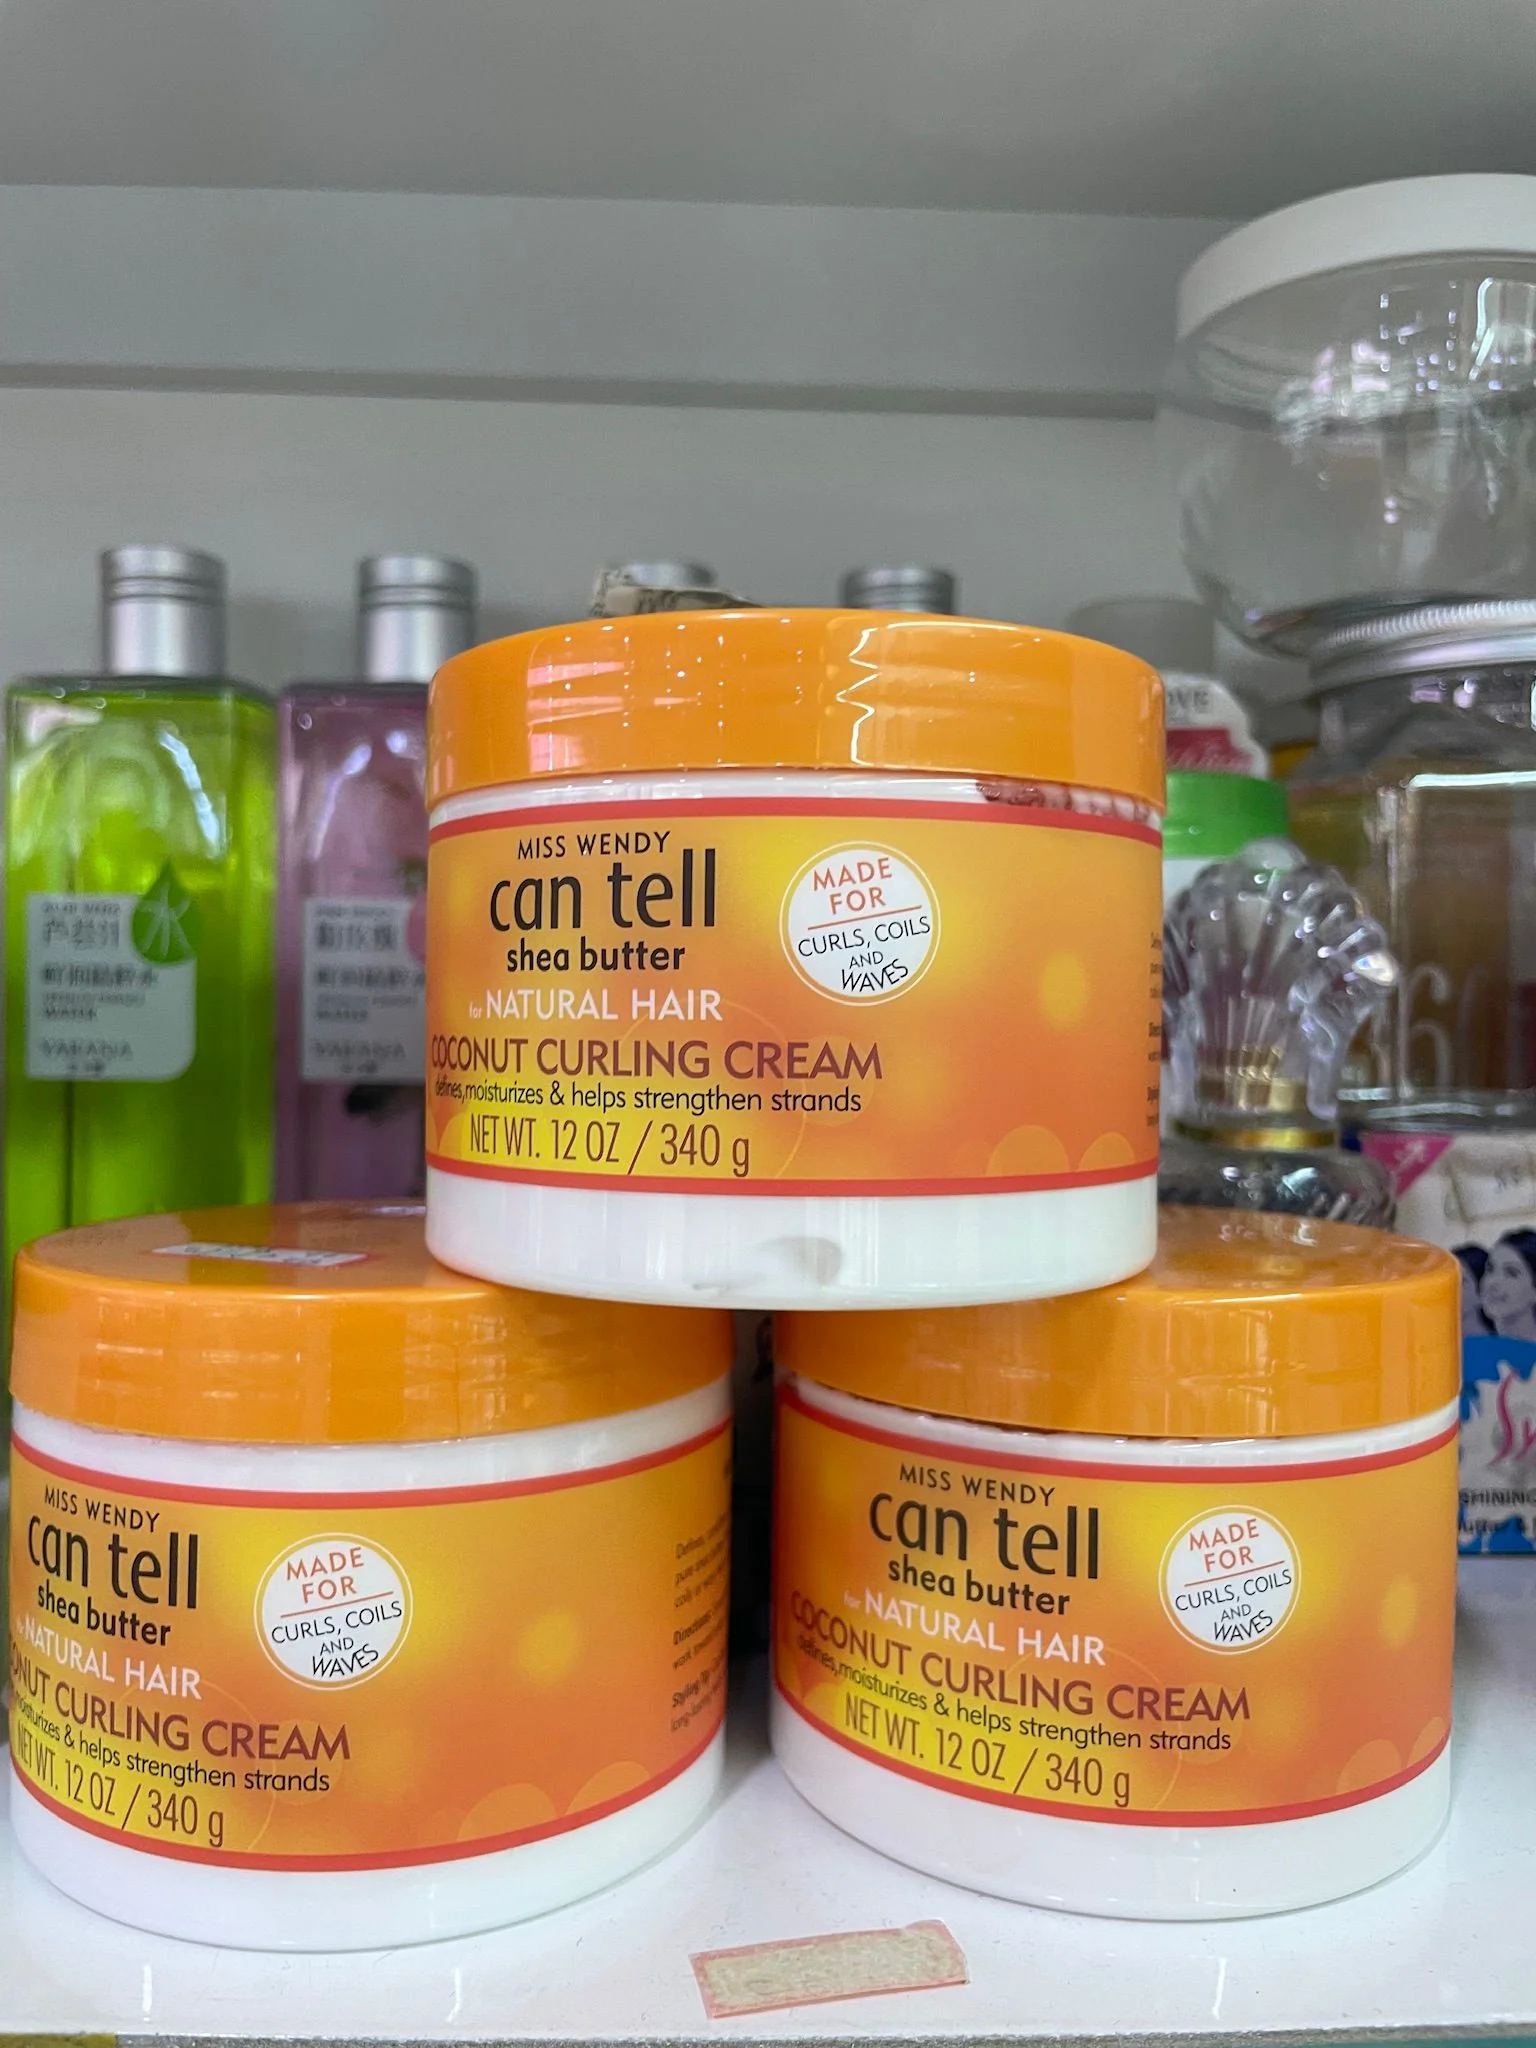 MISS WENDY
can tell
shea butter
for NATURAL HAIR
COCONUT CURLING CREAM
defines, moisturizes & helps strengthen strands
NET WT. 12 OZ / 340 g
MADE
FOR
CURLS, COILS
AND
WAVES
MISS WENDY
can tell
shea butter
NATURAL HAIR
CURLING CREAM
& helps strengthen strands
NET WT. 12 OZ / 340 g
MADE
FOR
CURLS, COILS
AND
WAVES
MISS WENDY
can tell
shea butter
for NATURAL HAIR
COCONUT CURLING CREAM
defines, moisturizes & helps strengthen strands
NET WT. 12 OZ / 340 g
MADE
FOR
CURLS, COILS
AND
WAVES
WATER
360